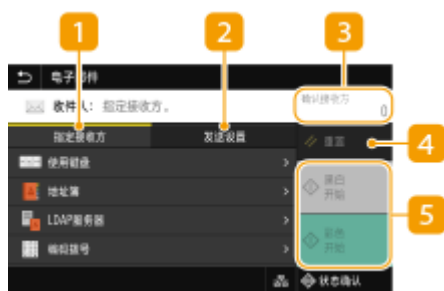 1
2
3
电子邮件
收件人: 指定接收方。
确认接收方
0
指定接收方
发送设置
重置
4
使用键盘
地址簿
黑白
开始
5
LDAP服务器
彩色
开始
编码拨号
状态确认